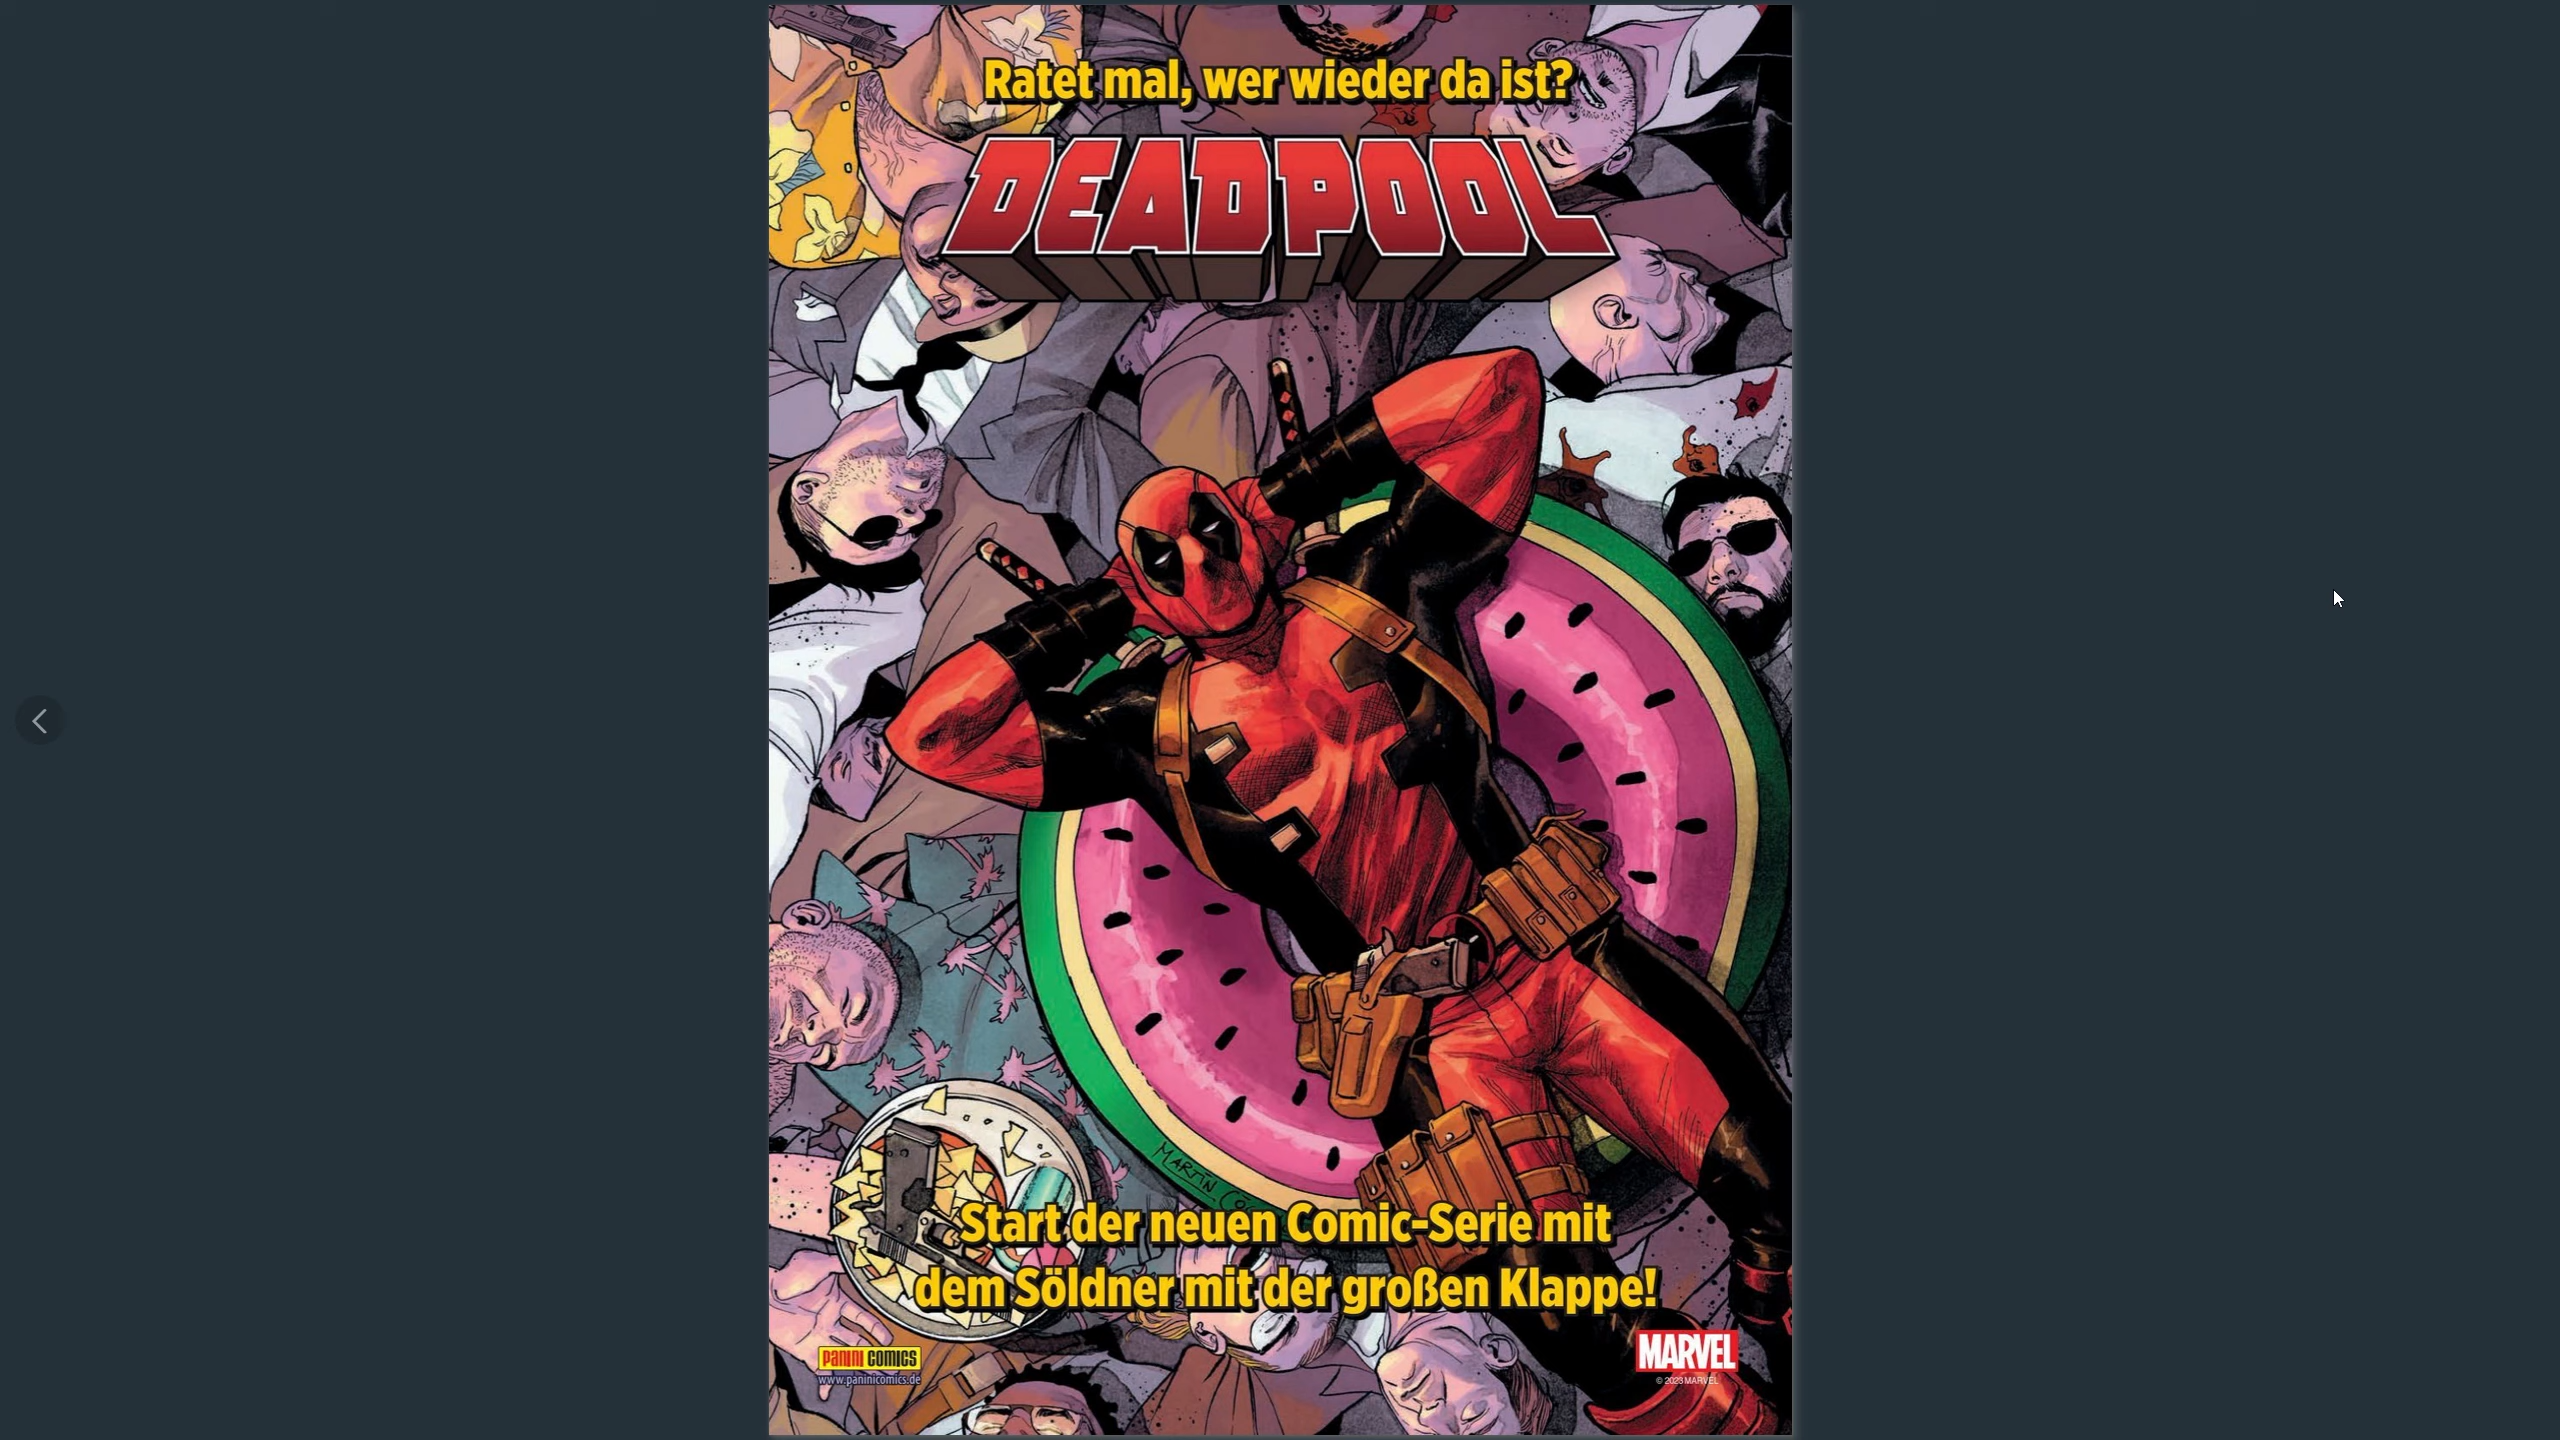 Ratet mal, wer wieder da ist?
DEADPOOL
MARTÍN
Start der neuen Comic-Serie mit
dem Söldner mit der großen Klappe!
PANINI COMICS
www.paninicomics.de
MARVEL
© 2023 MARVEL